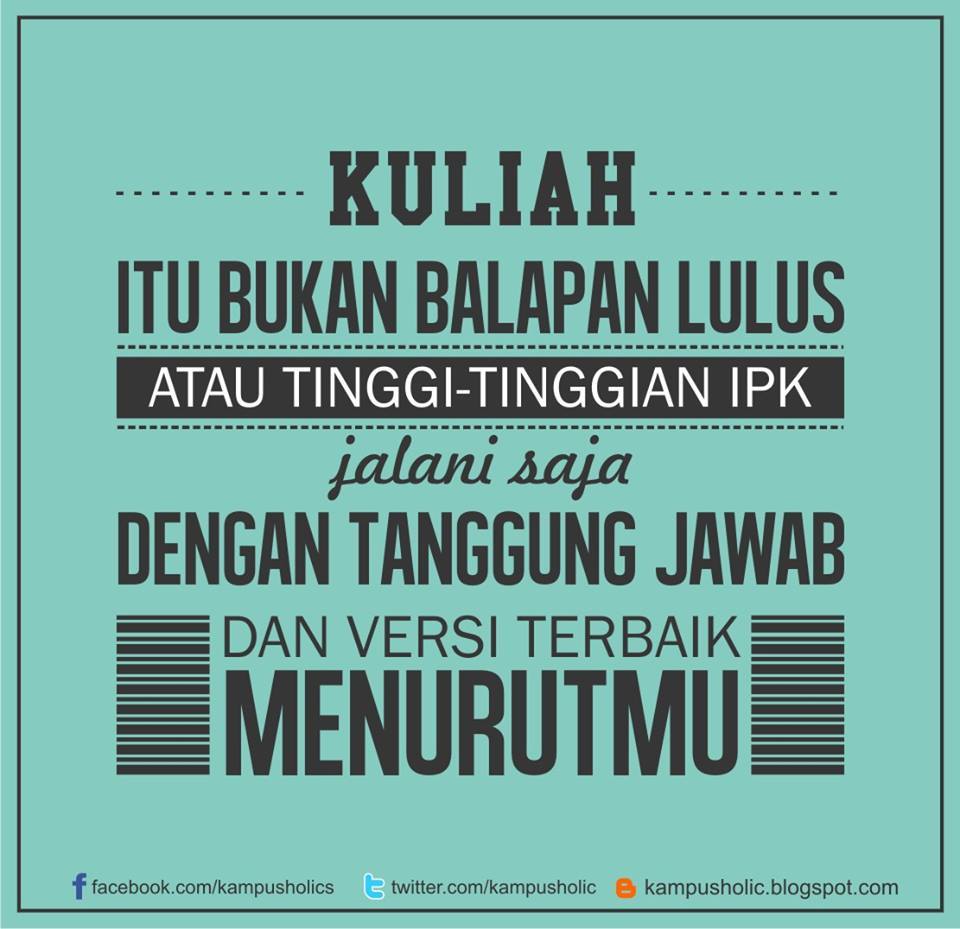 KULIAH
ITU BUKAN BALAPAN LULUS
ATAU TINGGI-TINGGIAN IPK
jalani saja
DENGAN TANGGUNG JAWAB
DAN VERSI TERBAIK
MENURUTMU
facebook.com/kampusholics twitter.com/kampusholic kampusholic.blogspot.com